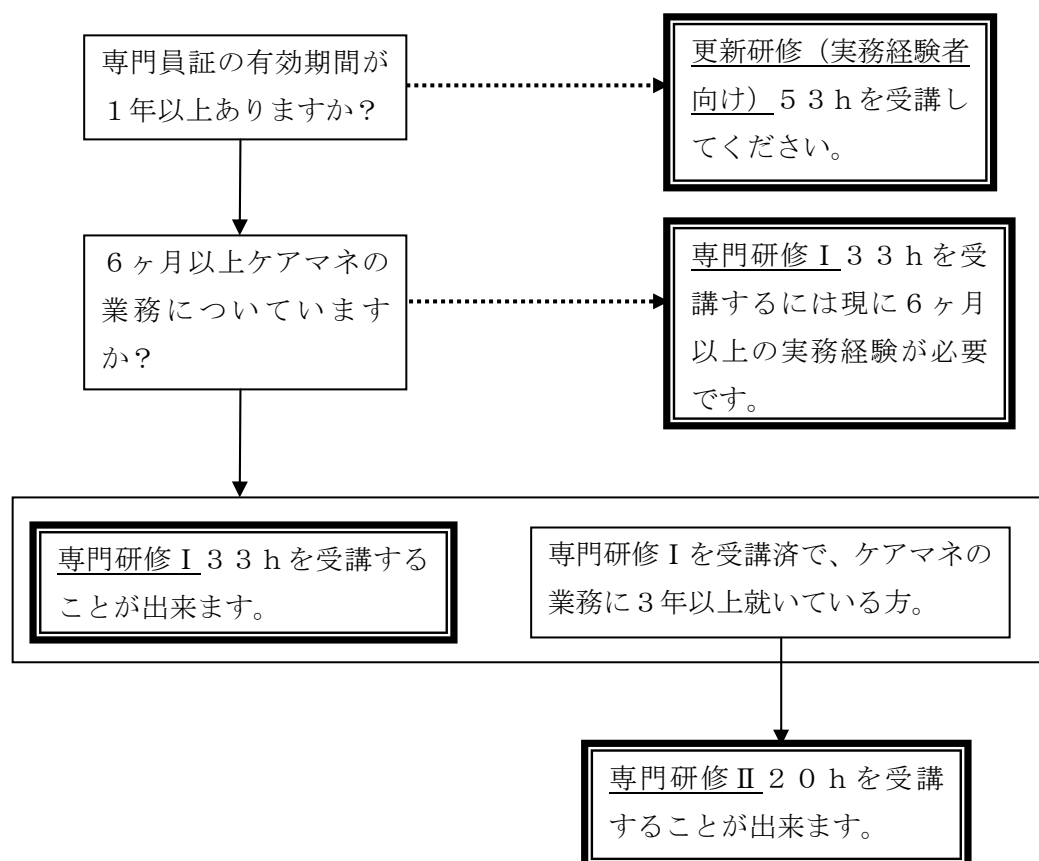 専門員証の有効期間が
１年以上ありますか？
更新研修（実務経験者
向け）５３ｈを受講し
てください。
６ヶ月以上ケアマネの
業務についています
か？
専門研修Ⅰ３３ｈを受
講するには現に６ヶ月
以上の実務経験が必要
です。
専門研修Ⅰ３３ｈを受講する
ことが出来ます。
専門研修Ⅰを受講済で、ケアマネの
業務に３年以上就いている方。
専門研修Ⅱ２０ｈを受講
することが出来ます。